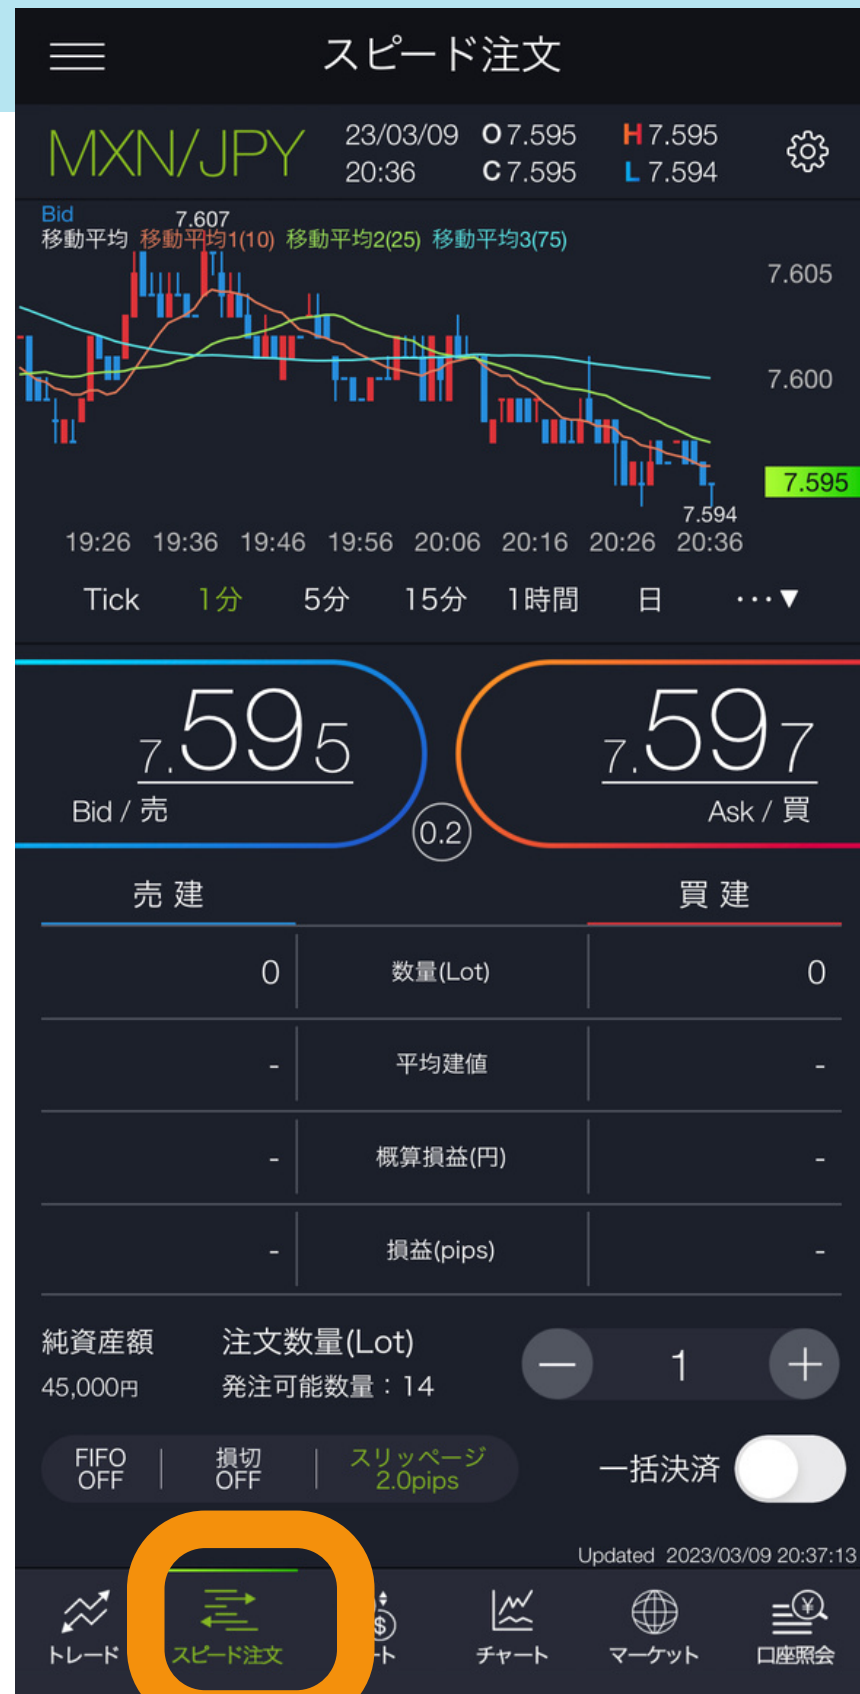 スピード注文
MXN/JPY
23/03/09 O 7.595 H 7.595
20:36 C 7.595 L 7.594
Bid
7.607
移動平均 移動平均1(10) 移動平均2(25) 移動平均3(75)
7.605
7.600
7.595
7.594
19:26 19:36 19:46 19:56 20:06 20:16 20:26 20:36
Tick 1分 5分 15分 1時間 日 ･･･▼
7.595 7.597
Bid / 売 Ask / 買
0.2
売建 買建
0 数量(Lot) 0
- 平均建値 -
- 概算損益(円) -
- 損益(pips) -
純資産額 注文数量(Lot) 1
45,000円 発注可能数量：14
FIFO 損切 スリッページ
OFF OFF 2.0pips
一括決済
Updated 2023/03/09 20:37:13
トレード スピード注文 ート チャート マーケット 口座照会